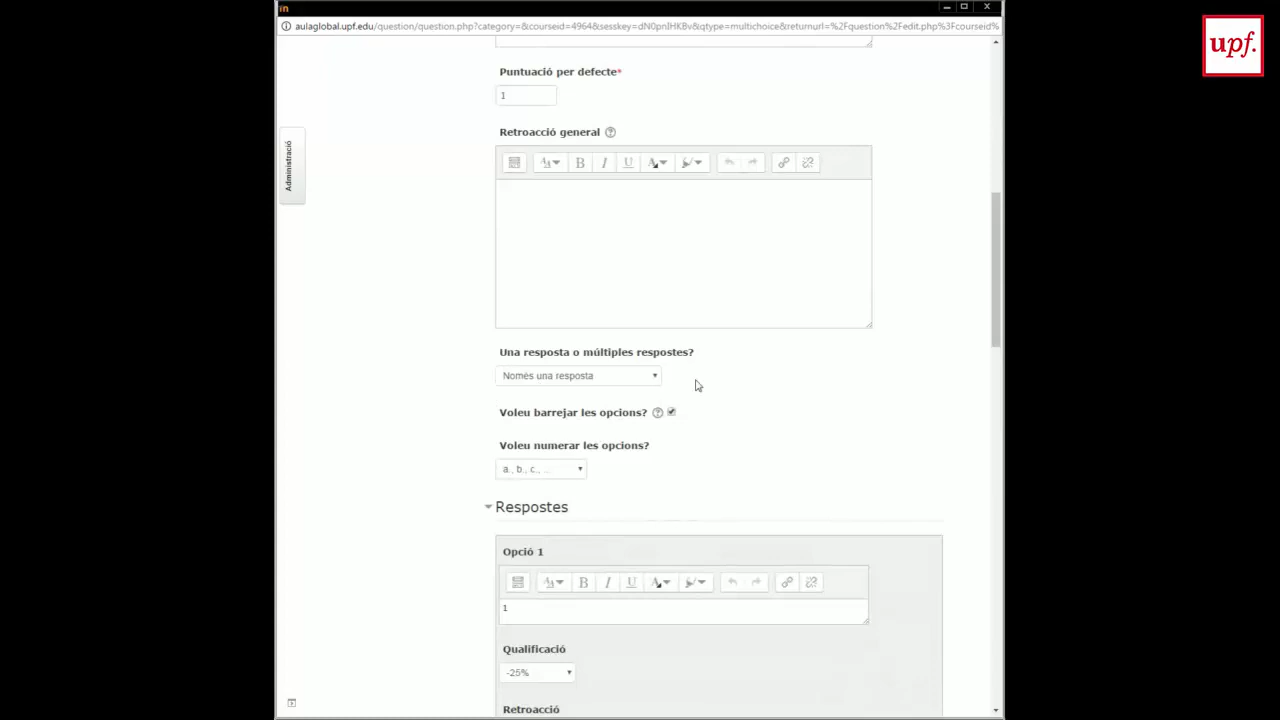 in
aulaglobal.upf.edu/question/question.php?category=&courseid=4964&sesskey=dN0pnIHKBv&qtype=multichoice&returnurl=%2Fquestion%2Fedit.php%3Fcourseid%
upf.
Puntuació per defecte*
1
Administració
Retroacció general
B I U
Una resposta o múltiples respostes?
Només una resposta
Voleu barrejar les opcions?
Voleu numerar les opcions?
a., b., c., ...
Respostes
Opció 1
B I U
1
Qualificació
-25%
Retroacció